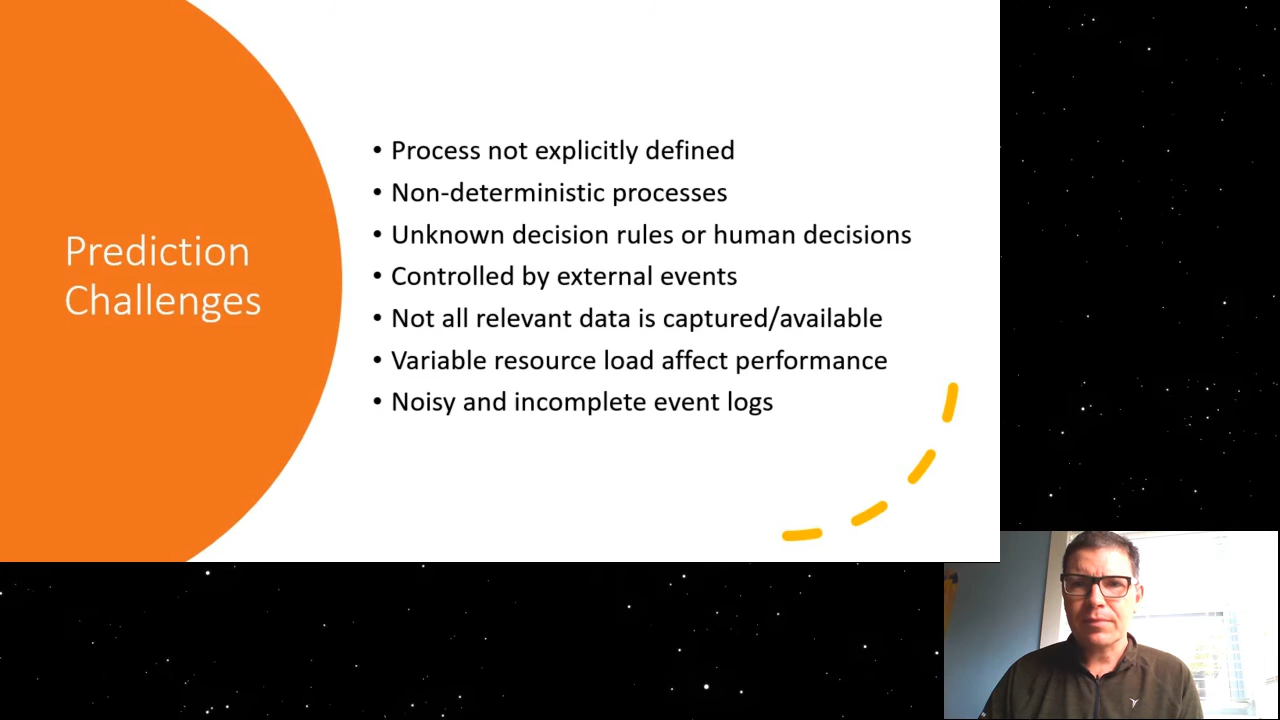 Prediction
Challenges
• Process not explicitly defined
• Non-deterministic processes
• Unknown decision rules or human decisions
• Controlled by external events
• Not all relevant data is captured/available
• Variable resource load affect performance
• Noisy and incomplete event logs